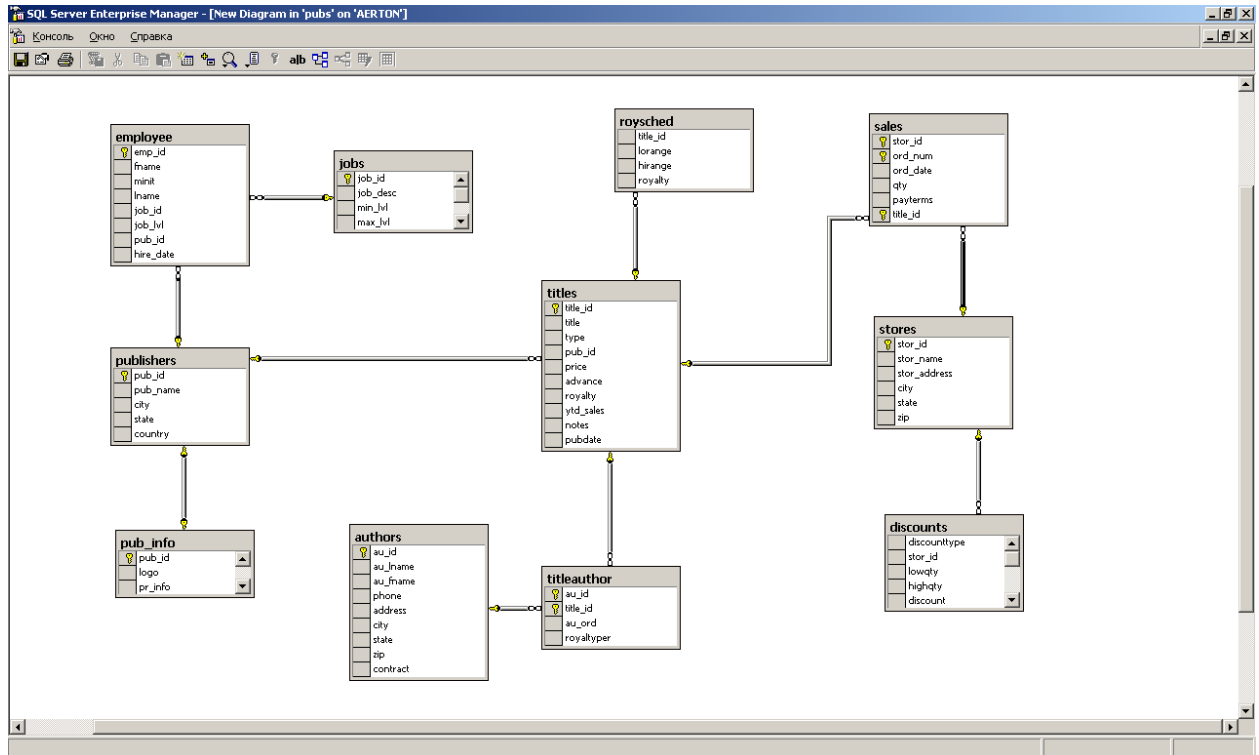 SQL Server Enterprise Manager - [New Diagram in 'pubs' on 'AERTON']
Консоль Окно Справка
a|b
employee
emp_id
fname
minit
lname
job_id
job_lvl
pub_id
hire_date
jobs
job_id
job_desc
min_lvl
max_lvl
roysched
title_id
lorange
hirange
royalty
sales
stor_id
ord_num
ord_date
qty
payterms
title_id
titles
title_id
title
type
pub_id
price
advance
royalty
ytd_sales
notes
pubdate
publishers
pub_id
pub_name
city
state
country
stores
stor_id
stor_name
stor_address
city
state
zip
pub_info
pub_id
logo
pr_info
authors
au_id
au_lname
au_fname
phone
address
city
state
zip
contract
titleauthor
au_id
title_id
au_ord
royaltyper
discounts
discounttype
stor_id
lowqty
highqty
discount